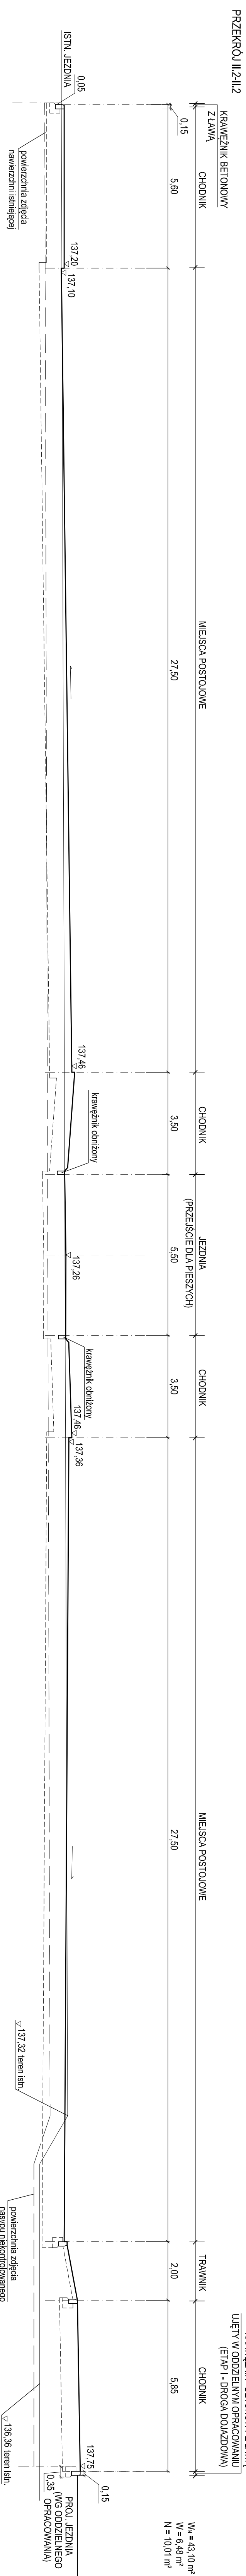 PRZEKRÓJ II.2-II.2
KRAWĘŻNIK BETONOWY
Z ŁAWĄ
UJĘTY W ODDZIELNYM OPRACOWANIU
(ETAP I - DROGA DOJAZDOWA)
Wₙ = 43,10 m²
W = 6,48 m²
N = 10,01 m²
CHODNIK
MIEJSCA POSTOJOWE
CHODNIK
JEZDNIA
(PRZEJŚCIE DLA PIESZYCH)
CHODNIK
MIEJSCA POSTOJOWE
TRAWNIK
CHODNIK
0,15
5,60
27,50
3,50
5,50
3,50
27,50
2,00
5,85
ISTN. JEZDNIA
0,05
137,20
137,10
137,46
krawężnik obniżony
137,26
krawężnik obniżony
137,46
137,36
137,75
0,15
0,35
PROJ. JEZDNIA
(WG ODDZIELNEGO
OPRACOWANIA)
powierzchnia zdjęcia
nawierzchni istniejącej
137,32 teren istn.
powierzchnia zdjęcia
nasypu niekontrolowanego
136,36 teren istn.